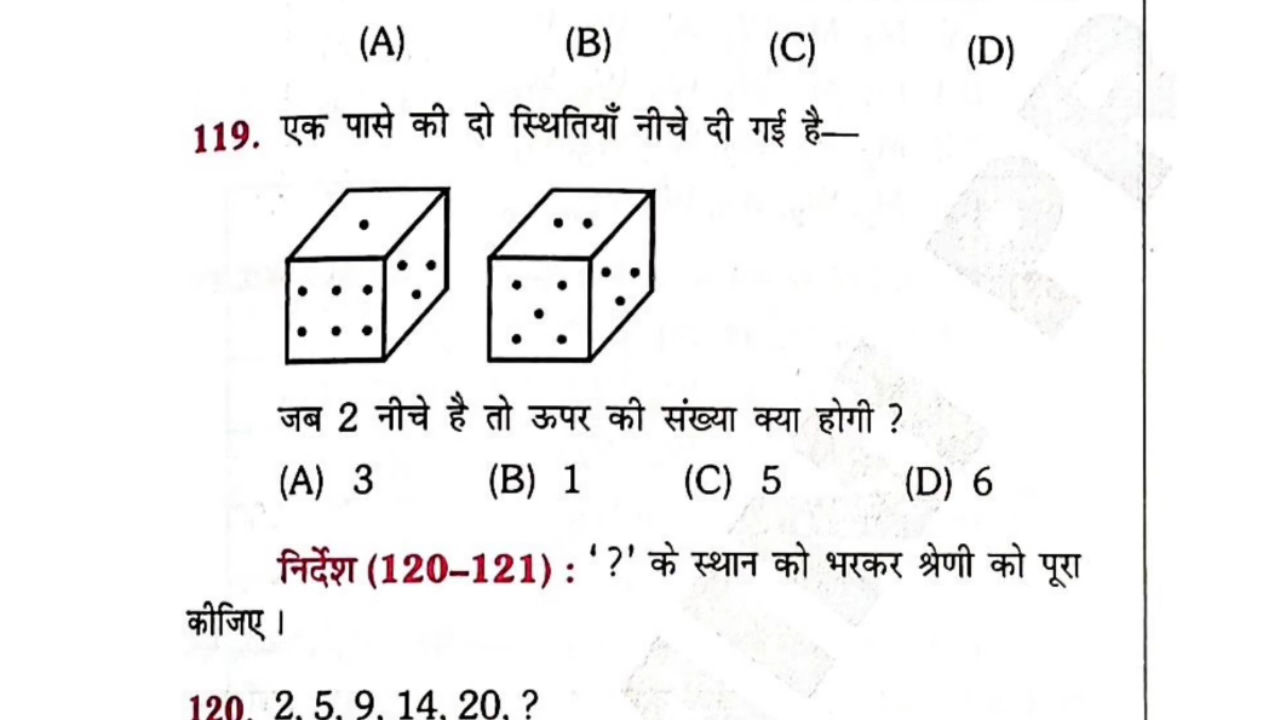 (A) (B) (C) (D)
119. एक पासे की दो स्थितियाँ नीचे दी गई है—
जब 2 नीचे है तो ऊपर की संख्या क्या होगी ?
(A) 3 (B) 1 (C) 5 (D) 6
निर्देश (120–121) : ‘?’ के स्थान को भरकर श्रेणी को पूरा
कीजिए ।
120. 2, 5, 9, 14, 20, ?